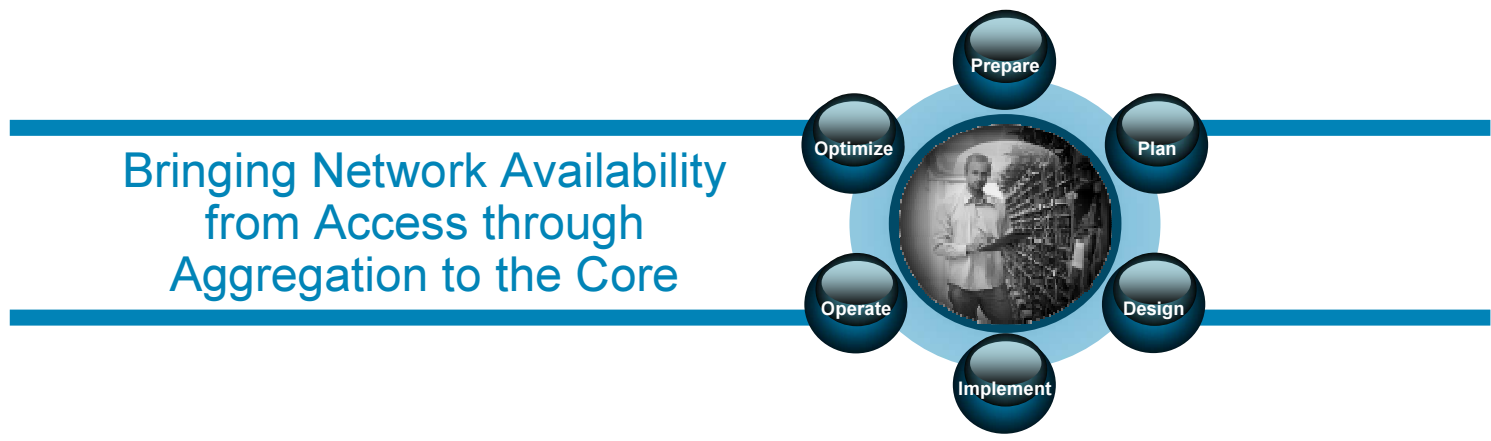 Bringing Network Availability
from Access through
Aggregation to the Core
Prepare
Plan
Design
Implement
Operate
Optimize